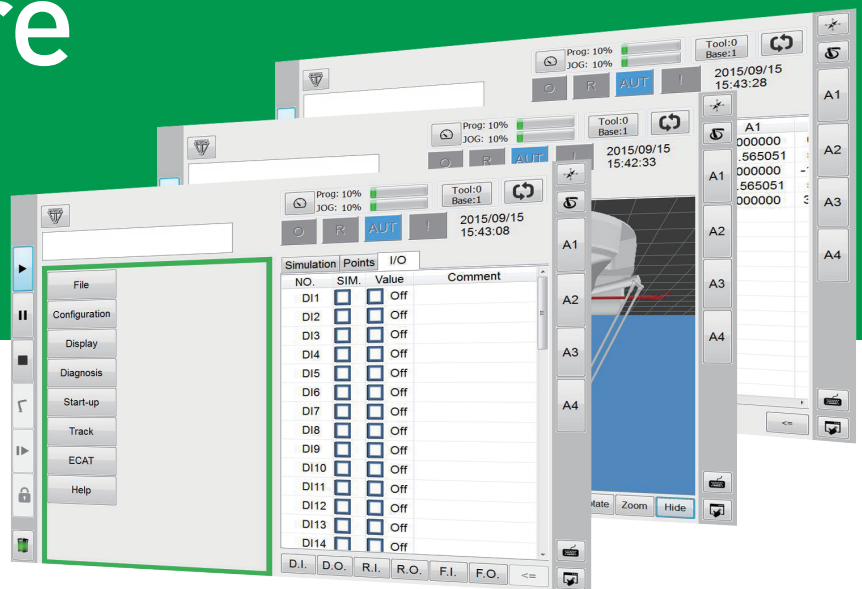 re
Prog: 10%
JOG: 10%
Tool:0
Base:1
O
R
AUT
!
2015/09/15
15:43:28
A1
A2
A3
A4
A1
000000
.565051
000000
-
.565051
000000
3
<=
Prog: 10%
JOG: 10%
Tool:0
Base:1
O
R
AUT
2015/09/15
15:42:33
A1
A2
A3
A4
tate
Zoom
Hide
Prog: 10%
JOG: 10%
Tool:0
Base:1
O
R
AUT
!
2015/09/15
15:43:08
File
Configuration
Display
Diagnosis
Start-up
Track
ECAT
Help
Simulation Points I/O
NO. SIM. Value Comment
DI1 Off
DI2 Off
DI3 Off
DI4 Off
DI5 Off
DI6 Off
DI7 Off
DI8 Off
DI9 Off
DI10 Off
DI11 Off
DI12 Off
DI13 Off
DI14 Off
D.I. D.O. R.I. R.O. F.I. F.O. <=
A1
A2
A3
A4